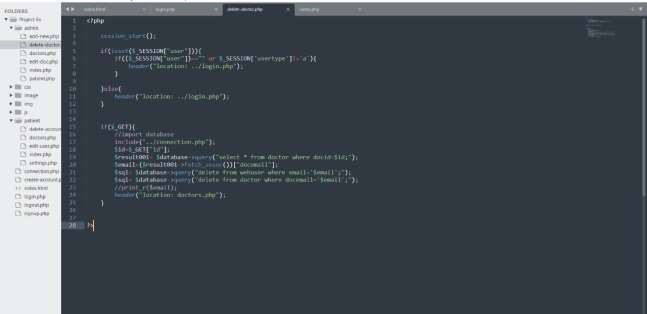 FOLDERS
Project 6s
admin
add-new.php
delete-doctor
doctors.php
edit-doc.php
index.php
patient.php
css
image
img
js
patient
delete-account
doctors.php
edit-user.php
index.php
settings.php
connection.php
create-account.p
index.html
login.php
logout.php
signup.php
index.html
login.php
delete-doctor.php
index.php
1 <?php
2
3 session_start();
4
5 if(isset($_SESSION["user"])){
6 if(($_SESSION["user"])=="" or $_SESSION['usertype']!='a'){
7 header("location: ../login.php");
8 }
9
10 }else{
11 header("location: ../login.php");
12 }
13
14
15 if($_GET){
16 //import database
17 include("../connection.php");
18 $id=$_GET["id"];
19 $result001= $database->query("select * from doctor where docid=$id;");
20 $email=($result001->fetch_assoc())["docemail"];
21 $sql= $database->query("delete from webuser where email='$email';");
22 $sql= $database->query("delete from doctor where docemail='$email';");
23 //print_r($email);
24 header("location: doctors.php");
25 }
26
27
28 ?>